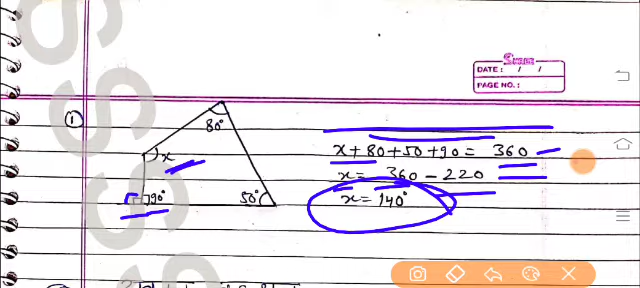 DATE: / /
PAGE NO.:
① 
80°
x
90°
50°
x+80+50+90= 360
x= 360 - 220
x= 140°